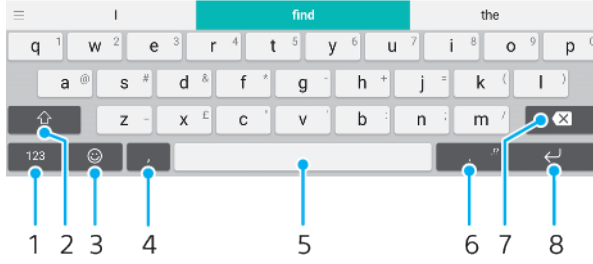 I find the
q 1 w 2 e 3 r 4 t 5 y 6 u 7 i 8 o 9 p 0
a @ s # d & f * g - h + j = k ( l )
z _ x £ c " v ' b : n ; m /
123 , . ,"
1 2 3 4 5 6 7 8